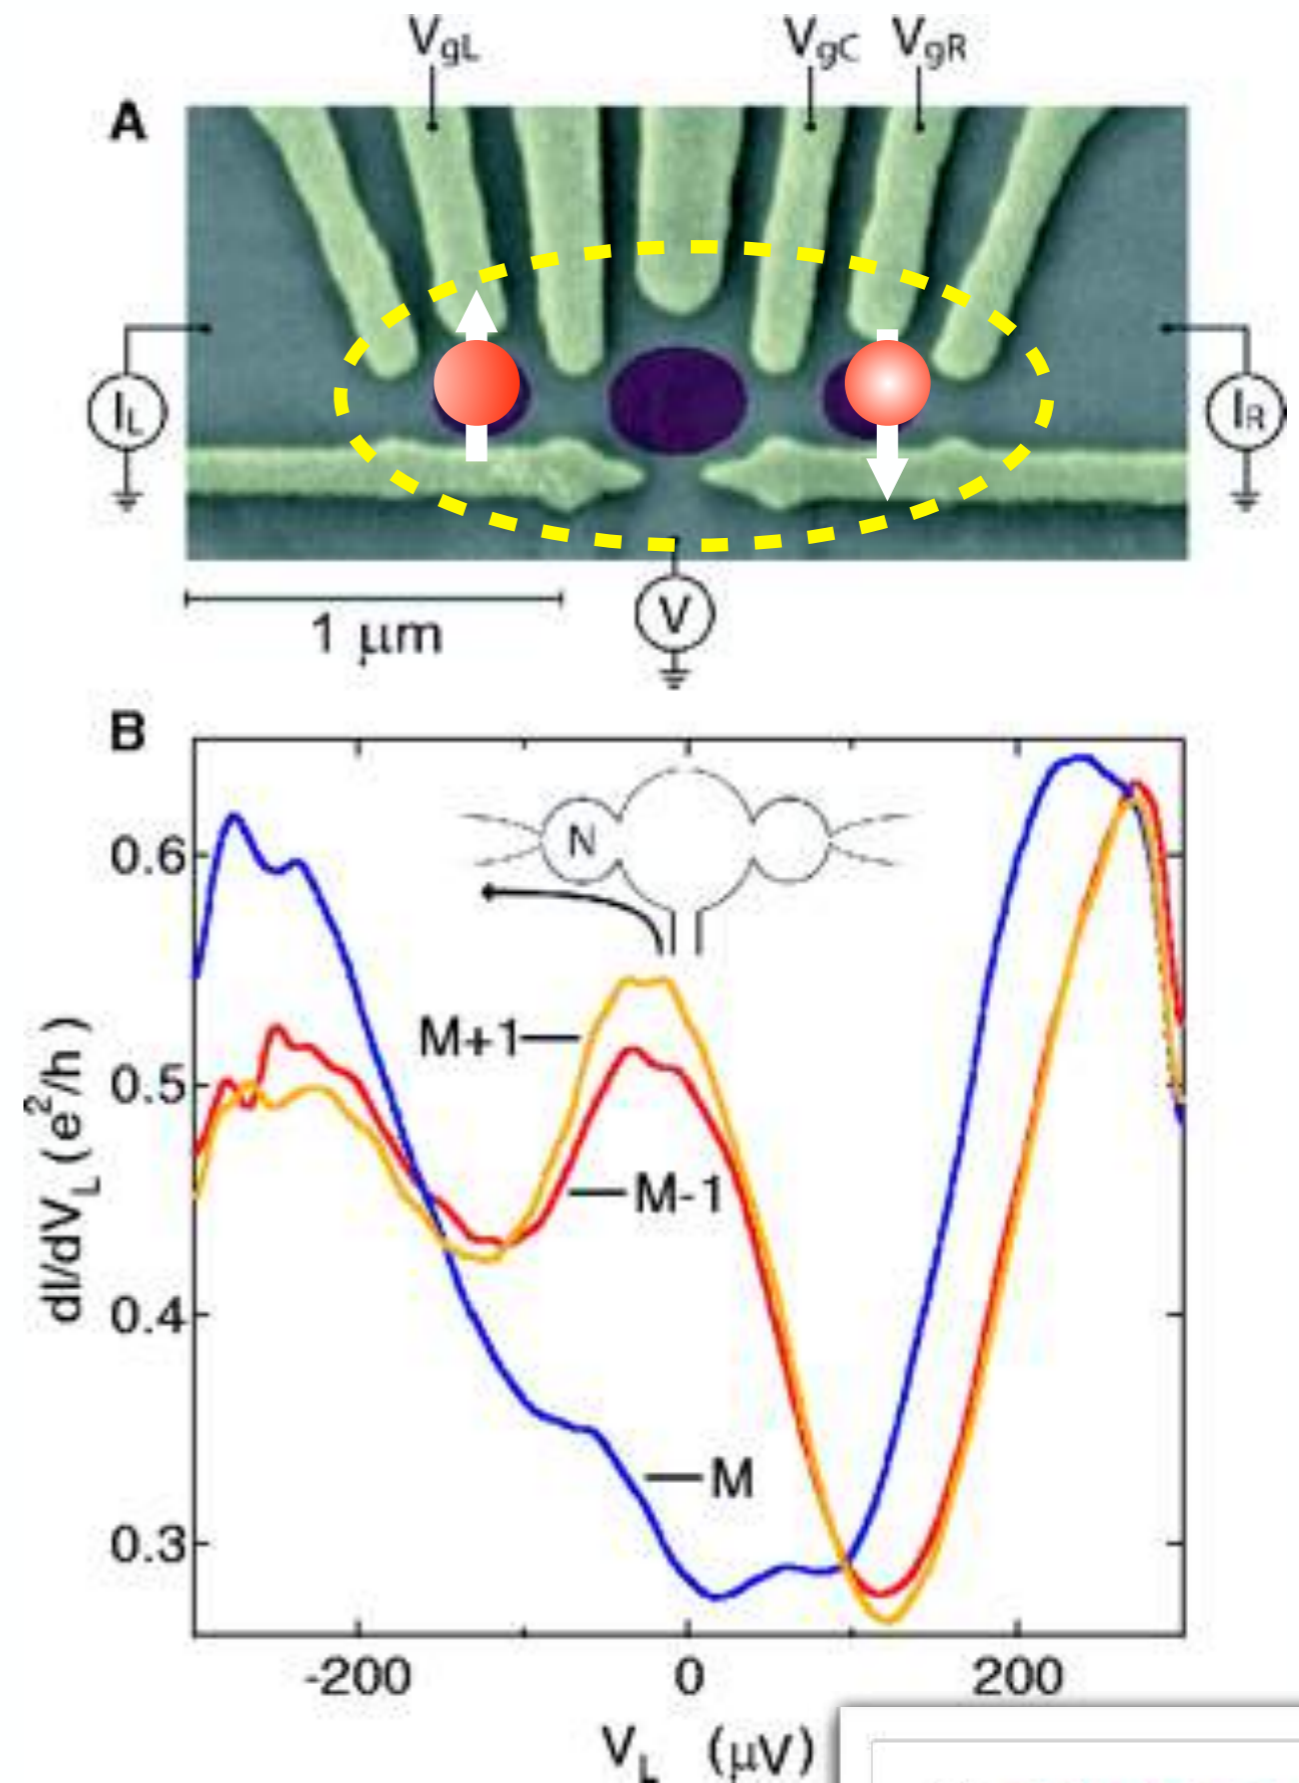 VgL VgC VgR
A
IL
IR
V
1 μm
B
0.6
N
M+1
0.5
M-1
0.4
M
0.3
dI/dVL (e²/h)
-200 0 200
VL (μV)